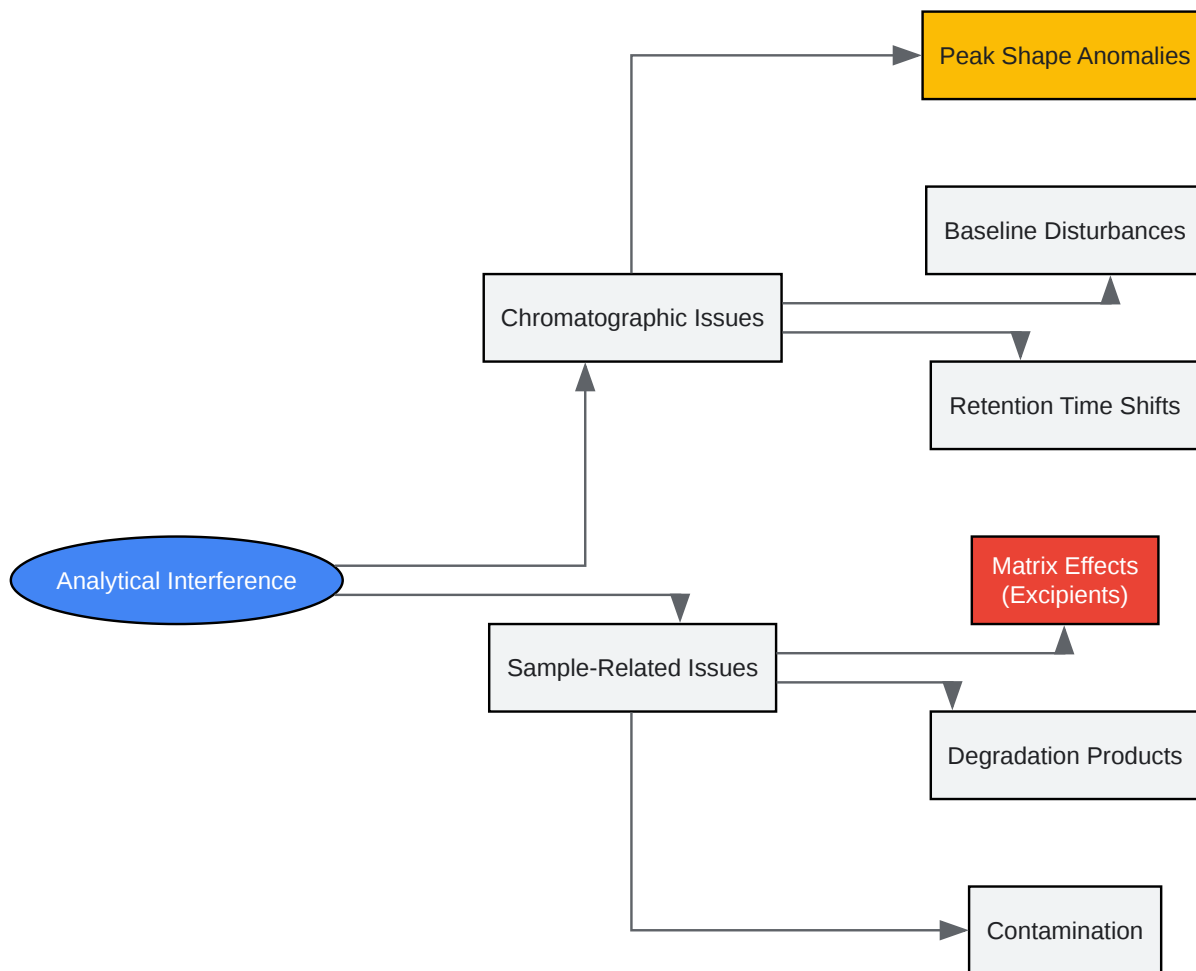 Peak Shape Anomalies
Baseline Disturbances
Chromatographic Issues
Retention Time Shifts
Analytical Interference
Matrix Effects
(Excipients)
Sample-Related Issues
Degradation Products
Contamination